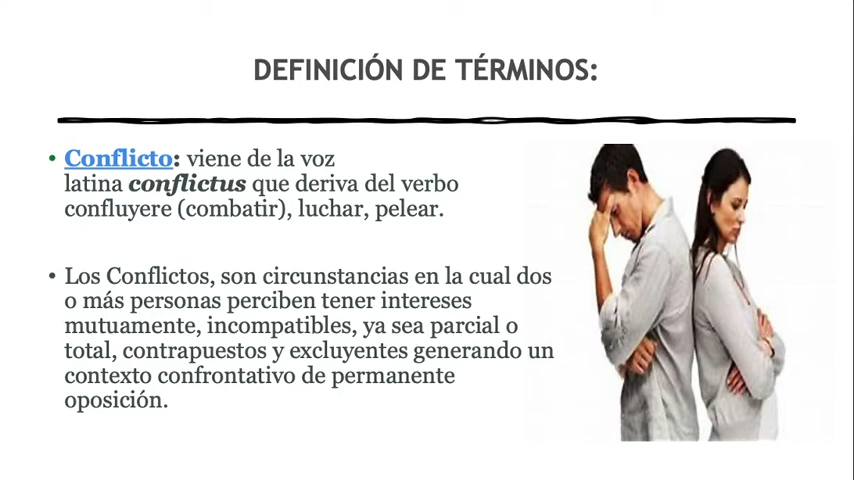 DEFINICIÓN DE TÉRMINOS:
• Conflicto: viene de la voz
latina conflictus que deriva del verbo
confluyere (combatir), luchar, pelear.
• Los Conflictos, son circunstancias en la cual dos
o más personas perciben tener intereses
mutuamente, incompatibles, ya sea parcial o
total, contrapuestos y excluyentes generando un
contexto confrontativo de permanente
oposición.